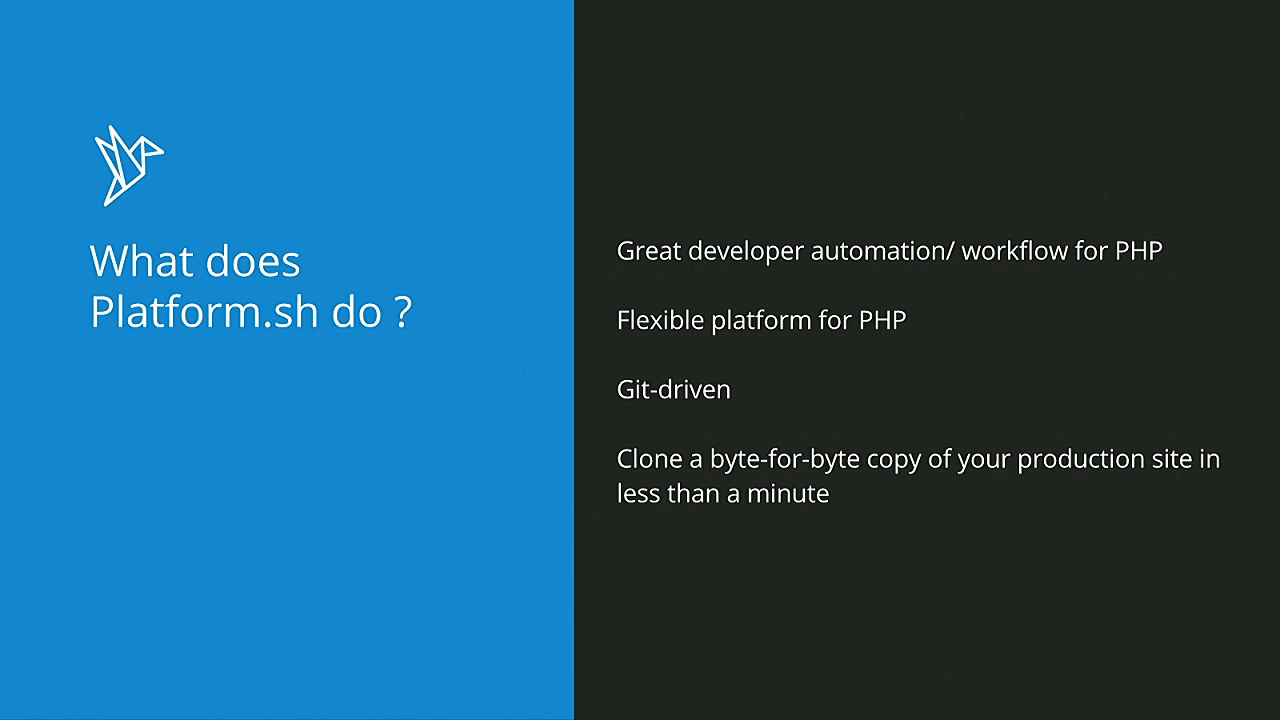 What does
Platform.sh do ?
Great developer automation/ workflow for PHP
Flexible platform for PHP
Git-driven
Clone a byte-for-byte copy of your production site in
less than a minute